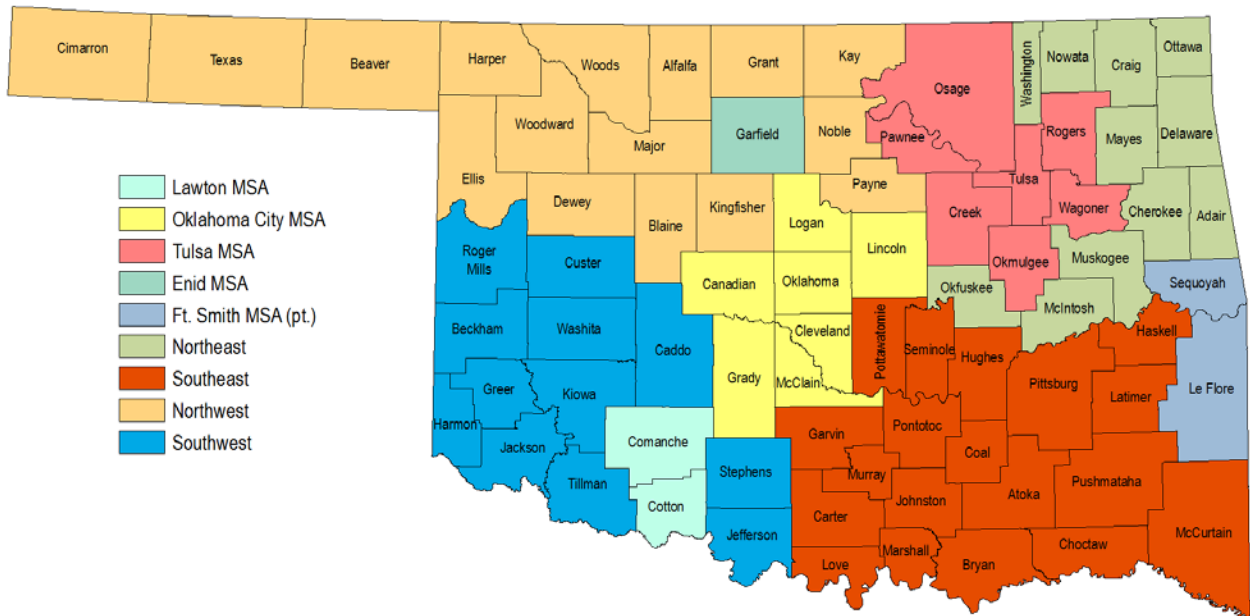 Cimarron
Texas
Beaver
Harper
Woods
Alfalfa
Grant
Kay
Osage
Washington
Nowata
Craig
Ottawa
Woodward
Major
Garfield
Noble
Pawnee
Rogers
Mayes
Delaware
Ellis
Dewey
Blaine
Kingfisher
Logan
Payne
Creek
Tulsa
Wagoner
Cherokee
Adair
Lawton MSA
Oklahoma City MSA
Tulsa MSA
Enid MSA
Ft. Smith MSA (pt.)
Northeast
Southeast
Northwest
Southwest
Roger
Mills
Custer
Canadian
Oklahoma
Lincoln
Okmulgee
Muskogee
Okfuskee
McIntosh
Sequoyah
Beckham
Washita
Caddo
Grady
Cleveland
McClain
Pottawatomie
Seminole
Hughes
Pittsburg
Haskell
Latimer
Le Flore
Harmon
Greer
Kiowa
Jackson
Tillman
Comanche
Cotton
Stephens
Jefferson
Garvin
Murray
Pontotoc
Coal
Carter
Johnston
Atoka
Pushmataha
McCurtain
Love
Marshall
Bryan
Choctaw